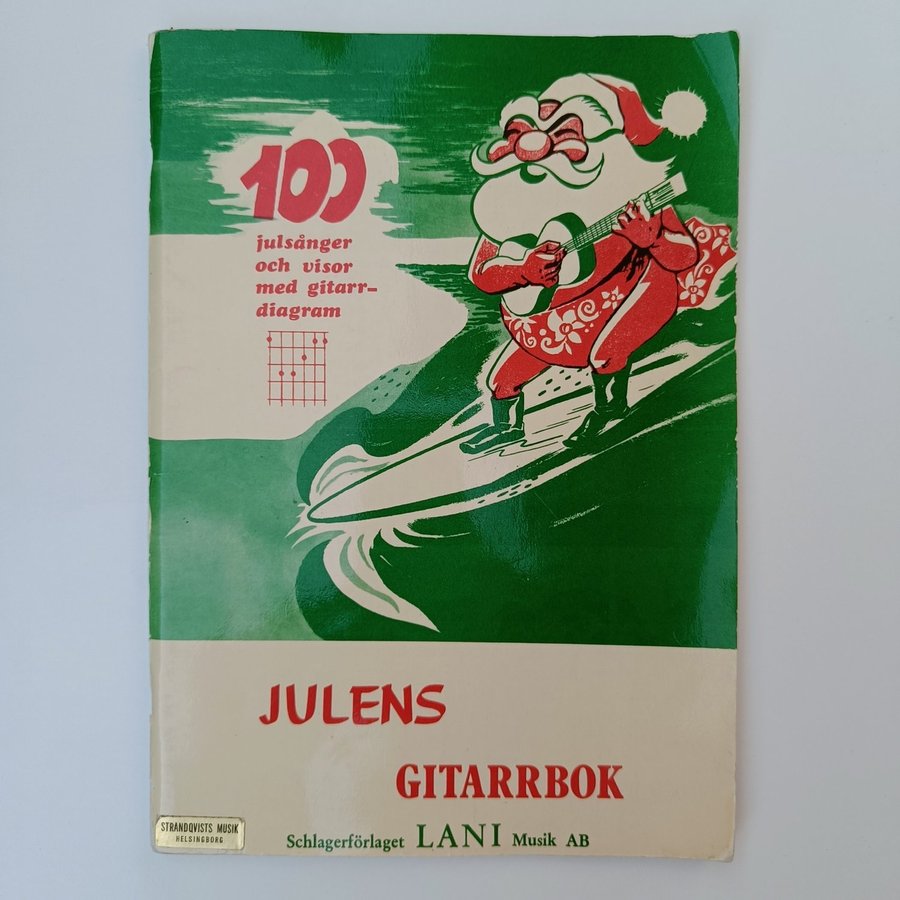 100
julsånger
och visor
med gitarr-
diagram
JULENS
GITARRBOK
STRANDQVISTS MUSIK
HELSINGBORG
Schlagerförlaget LANI Musik AB